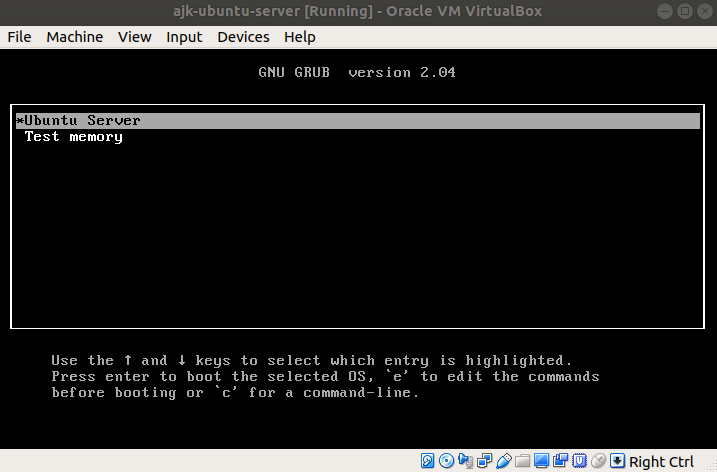 ajk-ubuntu-server [Running] - Oracle VM VirtualBox
File Machine View Input Devices Help
GNU GRUB version 2.04
*Ubuntu Server
Test memory
Use the ↑ and ↓ keys to select which entry is highlighted.
Press enter to boot the selected OS, `e' to edit the commands
before booting or `c' for a command-line.
Right Ctrl